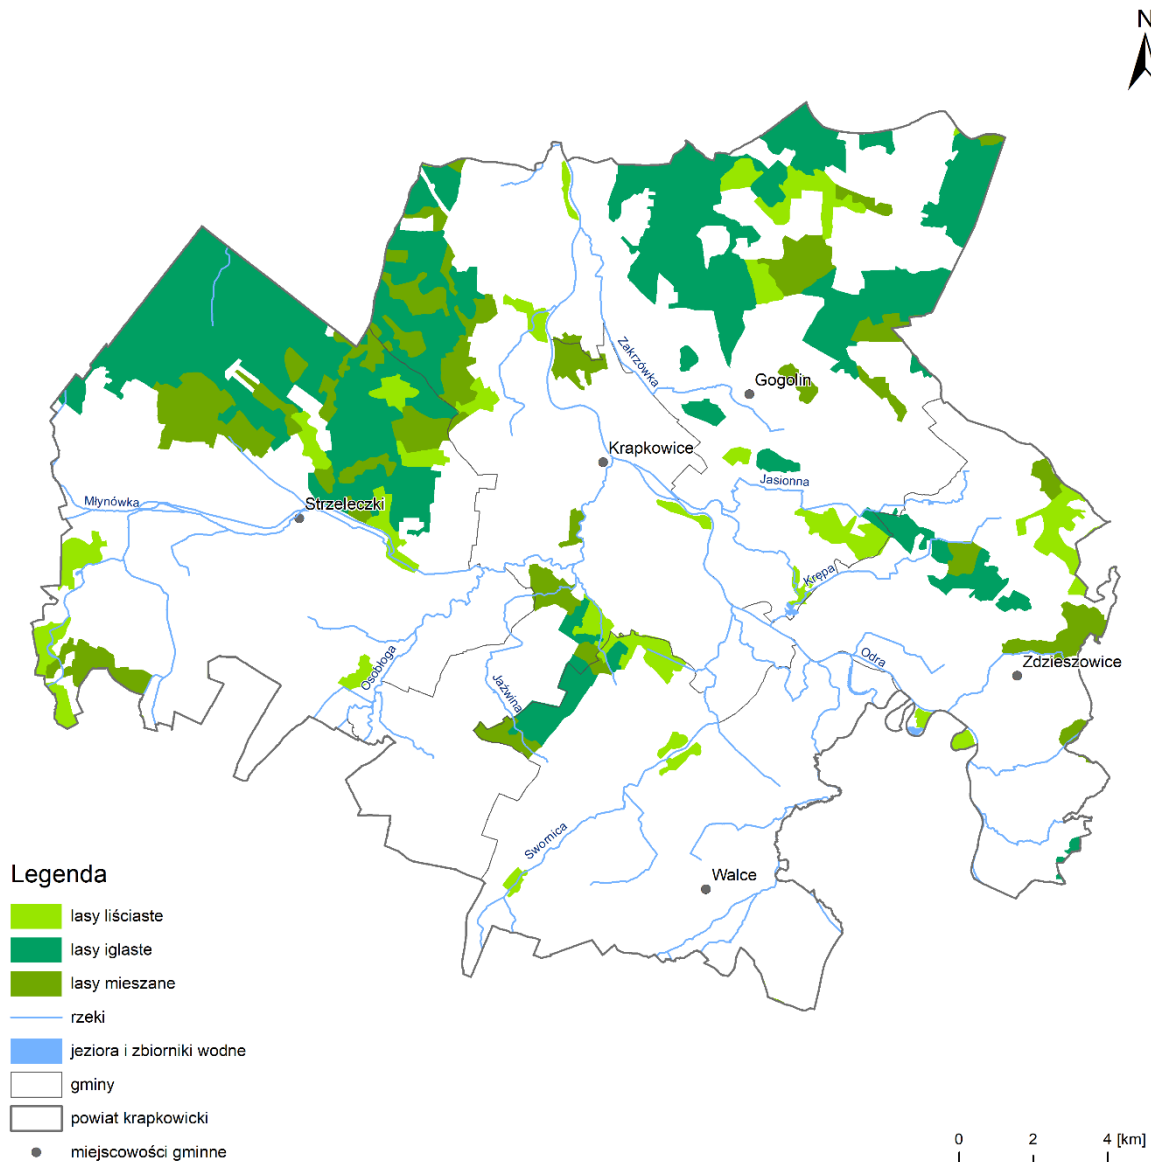 N
Zakrzówka
Gogolin
Krapkowice
Jasionna
Młynówka
Strzeleczki
Krępa
Osobłoga
Odra
Zdzieszowice
Jaźwina
Swornica
Walce
Legenda
lasy liściaste
lasy iglaste
lasy mieszane
rzeki
jeziora i zbiorniki wodne
gminy
powiat krapkowicki
miejscowości gminne
0 2 4 [km]